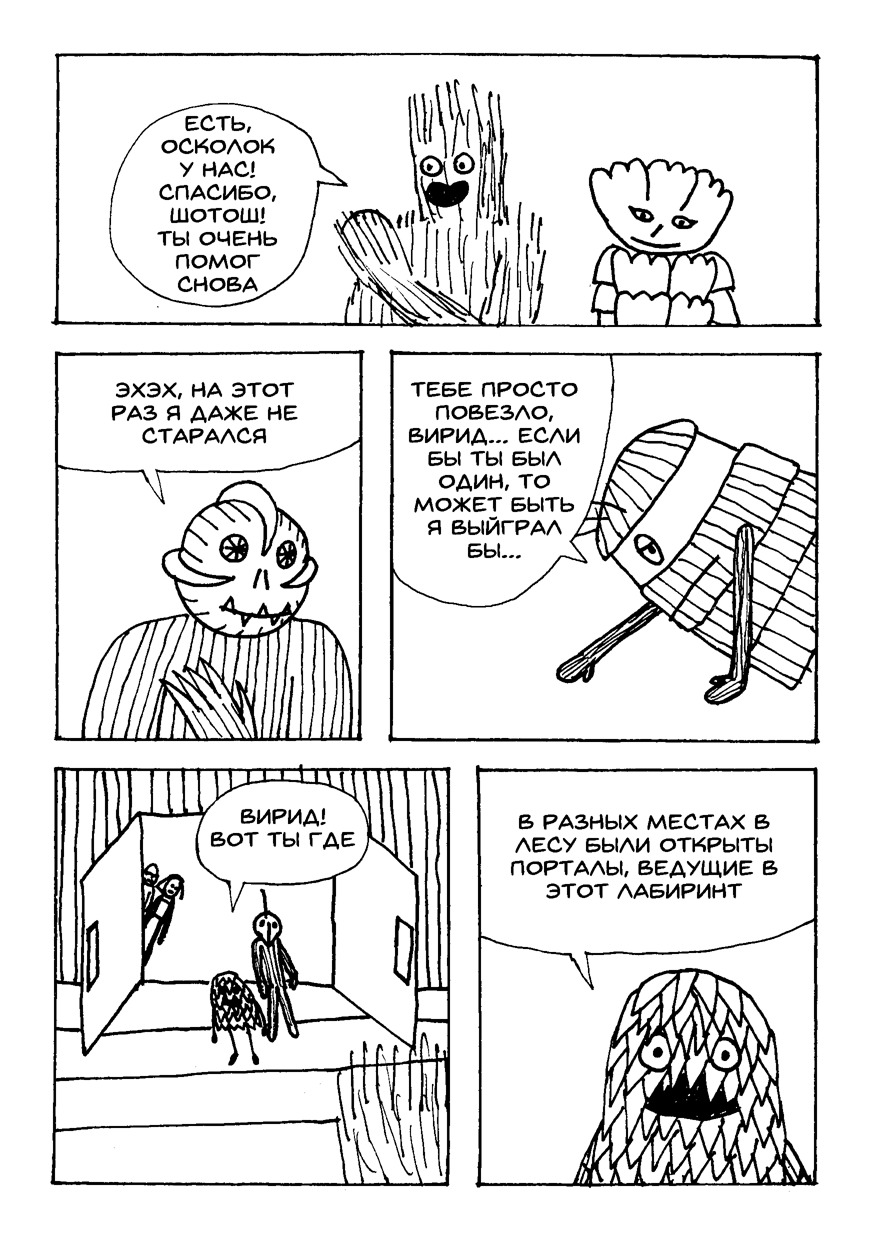 ЕСТЬ,
ОСКОЛОК
У НАС!
СПАСИБО,
ШОТОШ!
ТЫ ОЧЕНЬ
ПОМОГ
СНОВА
ЭХЭХ, НА ЭТОТ
РАЗ Я ДАЖЕ НЕ
СТАРАЛСЯ
ТЕБЕ ПРОСТО
ПОВЕЗЛО,
ВИРИД... ЕСЛИ
БЫ ТЫ БЫЛ
ОДИН, ТО
МОЖЕТ БЫТЬ
Я ВЫЙГРАЛ
БЫ...
ВИРИД!
ВОТ ТЫ ГДЕ
В РАЗНЫХ МЕСТАХ В
ЛЕСУ БЫЛИ ОТКРЫТЫ
ПОРТАЛЫ, ВЕДУЩИЕ В
ЭТОТ ЛАБИРИНТ